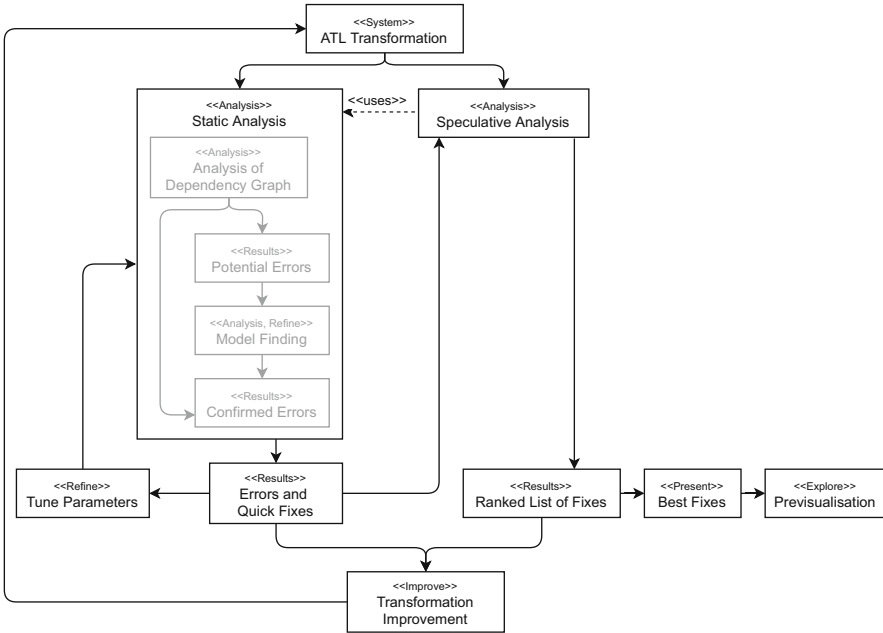 <<System>>
ATL Transformation
<<Analysis>>
Static Analysis
<<uses>>
<<Analysis>>
Speculative Analysis
<<Analysis>>
Analysis of
Dependency Graph
<<Results>>
Potential Errors
<<Analysis, Refine>>
Model Finding
<<Results>>
Confirmed Errors
<<Refine>>
Tune Parameters
<<Results>>
Errors and
Quick Fixes
<<Results>>
Ranked List of Fixes
<<Present>>
Best Fixes
<<Explore>>
Previsualisation
<<Improve>>
Transformation
Improvement